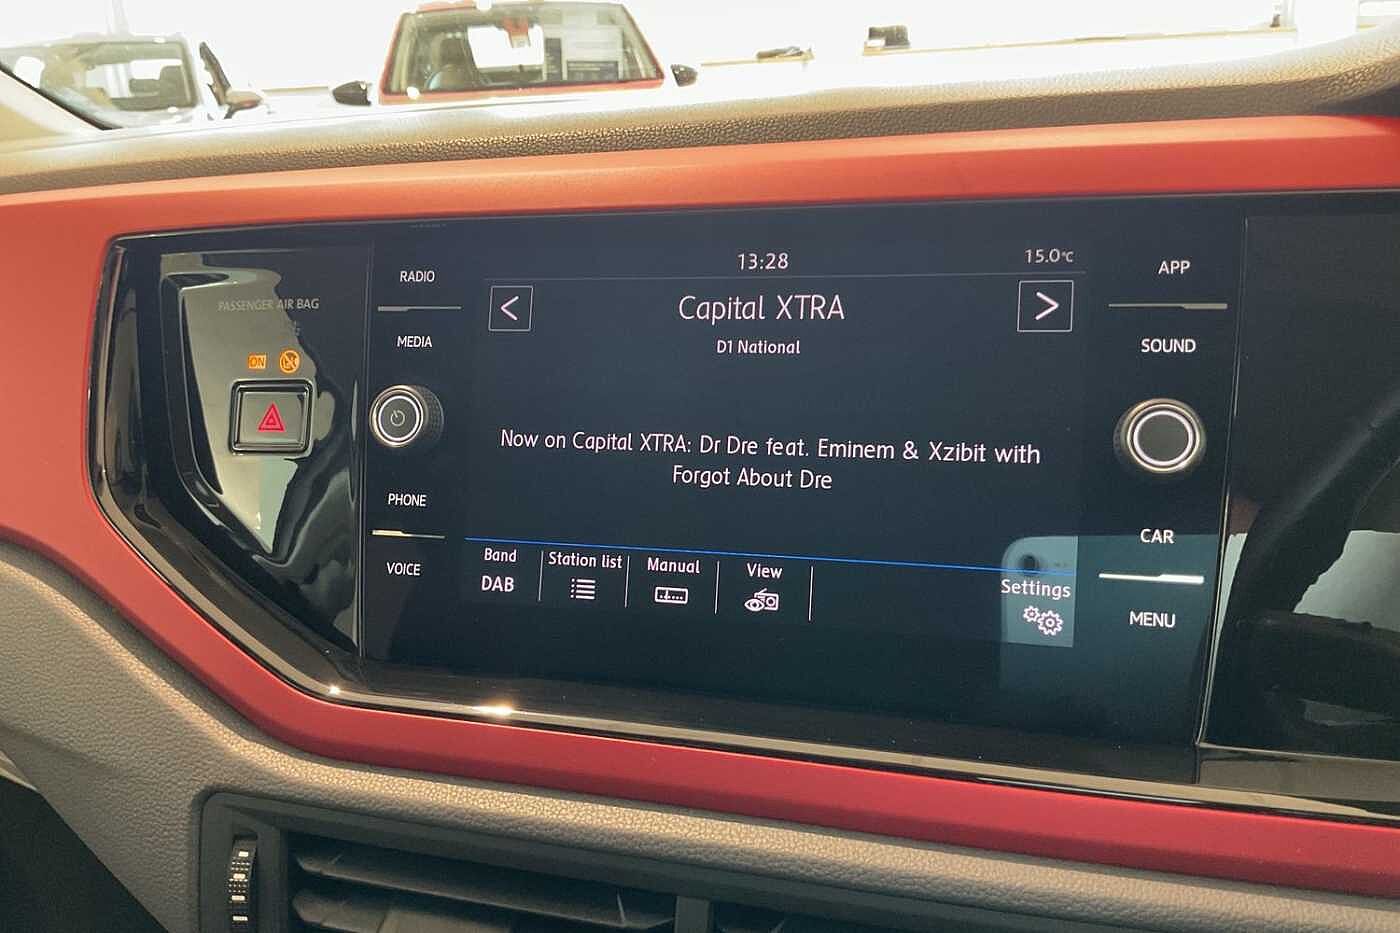 PASSENGER AIR BAG
ON
RADIO
MEDIA
PHONE
VOICE
13:28
15.0°C
Capital XTRA
D1 National
Now on Capital XTRA: Dr Dre feat. Eminem & Xzibit with
Forgot About Dre
Band
DAB
Station list
Manual
View
Settings
APP
SOUND
CAR
MENU